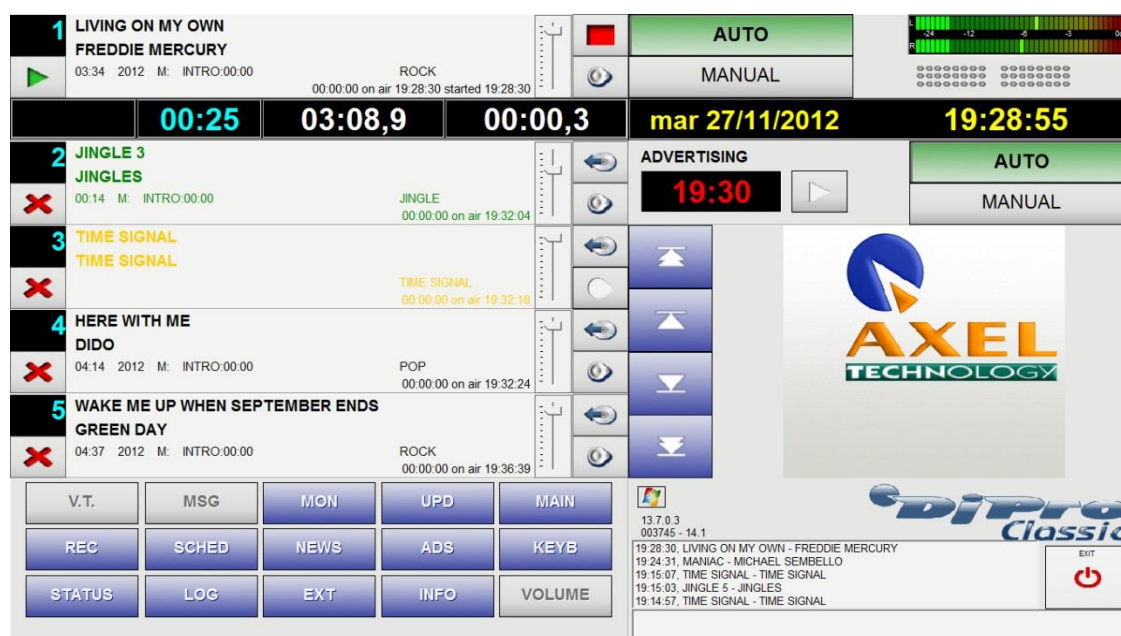 1
LIVING ON MY OWN
FREDDIE MERCURY
03:34 2012 M: INTRO:00:00 ROCK
00:00:00 on air 19:28:30 started 19:28:30
AUTO
MANUAL
L -24 -12 -6 -3 0
R
00:25 03:08,9 00:00,3 mar 27/11/2012 19:28:55
2
JINGLE 3
JINGLES
00:14 M: INTRO:00:00 JINGLE
00:00:00 on air 19:32:04
ADVERTISING
19:30
AUTO
MANUAL
3
TIME SIGNAL
TIME SIGNAL
TIME SIGNAL
00:00:00 on air 19:32:18
4
HERE WITH ME
DIDO
04:14 2012 M: INTRO:00:00 POP
00:00:00 on air 19:32:24
5
WAKE ME UP WHEN SEPTEMBER ENDS
GREEN DAY
04:37 2012 M: INTRO:00:00 ROCK
00:00:00 on air 19:36:39
AXEL
TECHNOLOGY
V.T. MSG MON UPD MAIN
REC SCHED NEWS ADS KEYB
STATUS LOG EXT INFO VOLUME
13.7.0.3
003745 - 14.1
DjPro
Classic
19:28:30, LIVING ON MY OWN - FREDDIE MERCURY
19:24:31, MANIAC - MICHAEL SEMBELLO
19:15:07, TIME SIGNAL - TIME SIGNAL
19:15:03, JINGLE 5 - JINGLES
19:14:57, TIME SIGNAL - TIME SIGNAL
EXIT